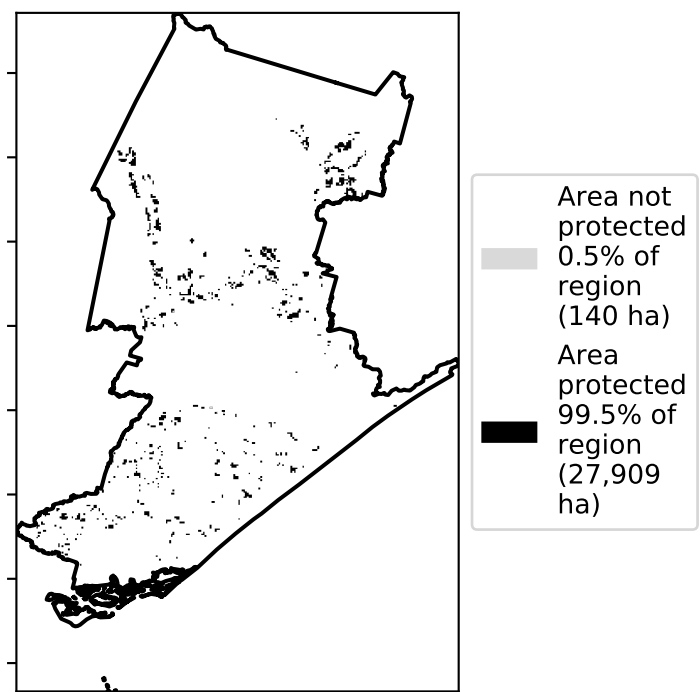 Area not
protected
0.5% of
region
(140 ha)
Area
protected
99.5% of
region
(27,909
ha)